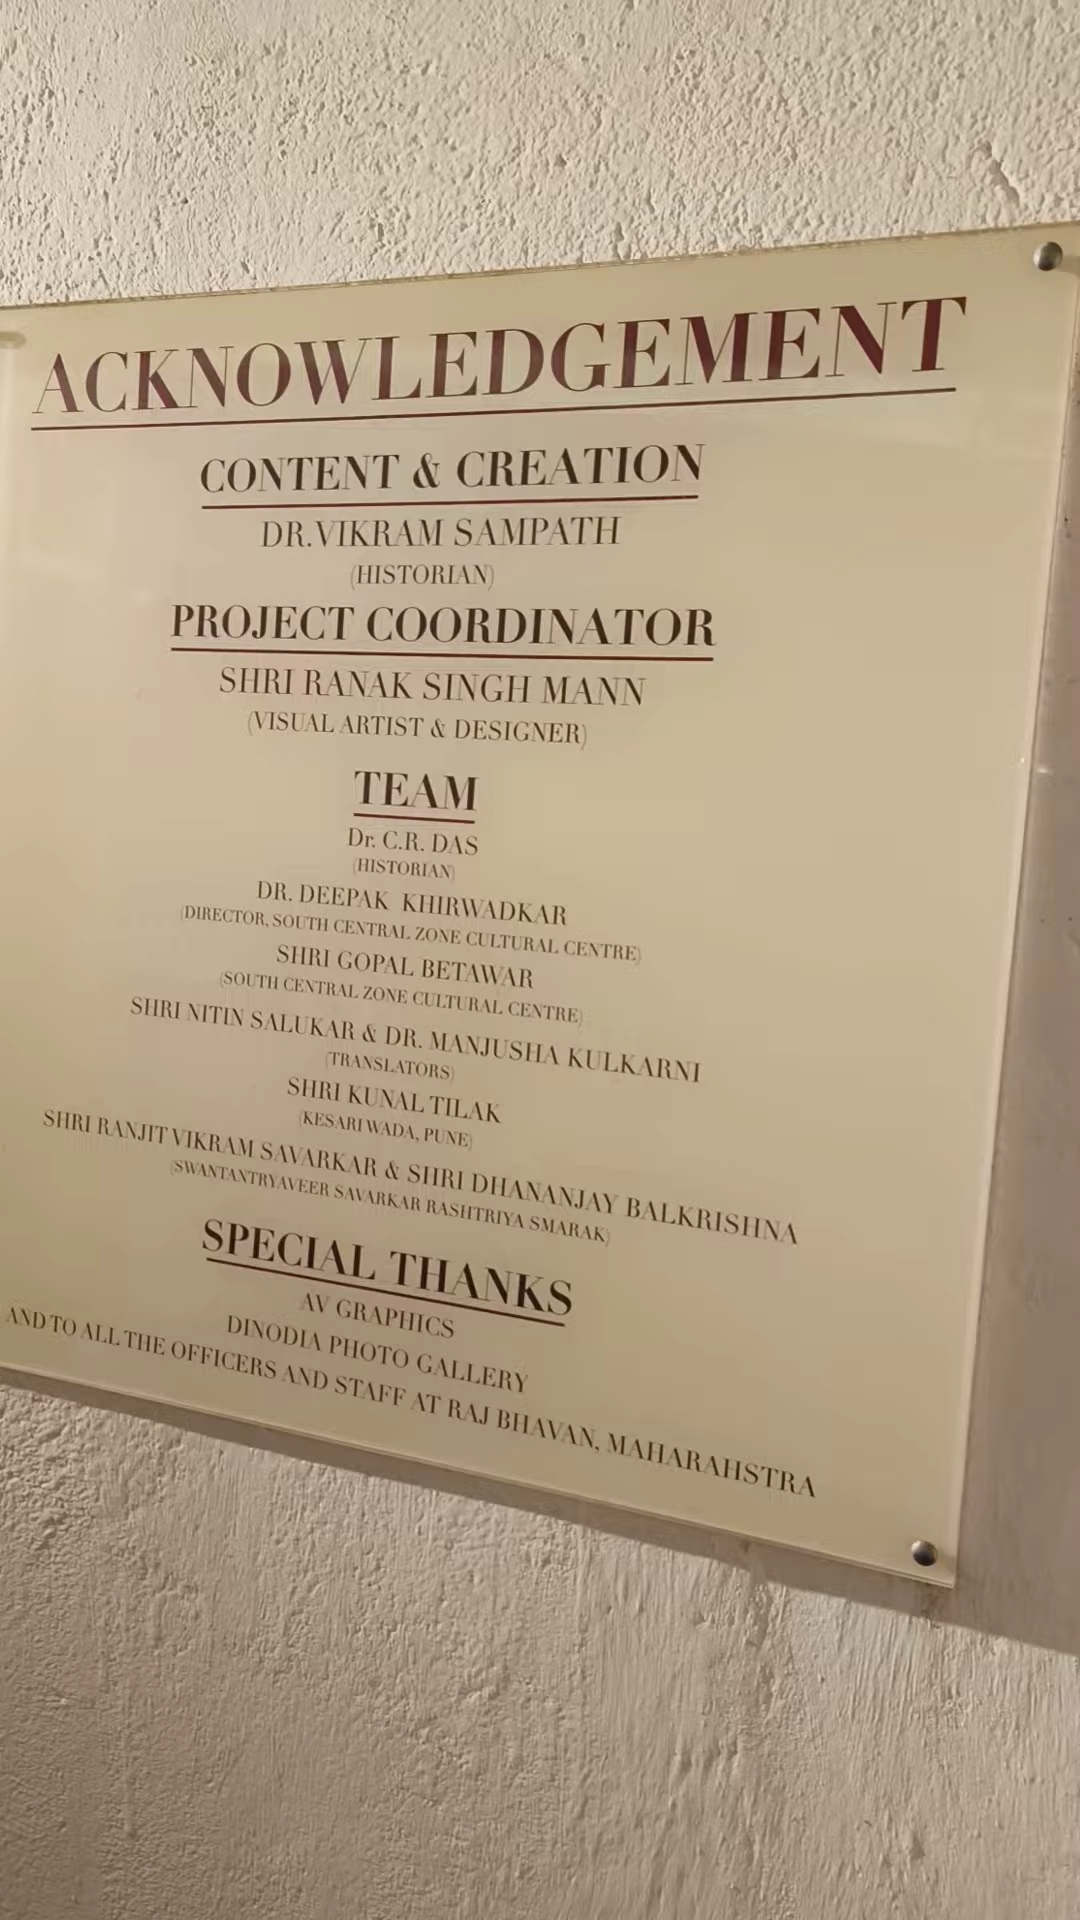 ACKNOWLEDGEMENT
CONTENT & CREATION
DR.VIKRAM SAMPATH
(HISTORIAN)
PROJECT COORDINATOR
SHRI RANAK SINGH MANN
(VISUAL ARTIST & DESIGNER)
TEAM
Dr. C.R. DAS
(HISTORIAN)
DR. DEEPAK KHIRWADKAR
(DIRECTOR, SOUTH CENTRAL ZONE CULTURAL CENTRE)
SHRI GOPAL BETAWAR
(SOUTH CENTRAL ZONE CULTURAL CENTRE)
SHRI NITIN SALUKAR & DR. MANJUSHA KULKARNI
(TRANSLATORS)
SHRI KUNAL TILAK
(KESARI WADA, PUNE)
SHRI RANJIT VIKRAM SAVARKAR & SHRI DHANANJAY BALKRISHNA
(SWANTANTRYAVEER SAVARKAR RASHTRIYA SMARAK)
SPECIAL THANKS
AV GRAPHICS
DINODIA PHOTO GALLERY
AND TO ALL THE OFFICERS AND STAFF AT RAJ BHAVAN, MAHARAHSTRA